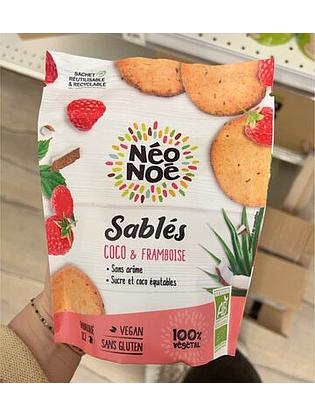 SACHET
RÉUTILISABLE
& RECYCLABLE
Néo
Noé
Sablés
COCO & FRAMBOISE
• Sans arôme
• Sucre et coco équitables
VEGAN
SANS GLUTEN
100%
VÉGÉTAL
AB